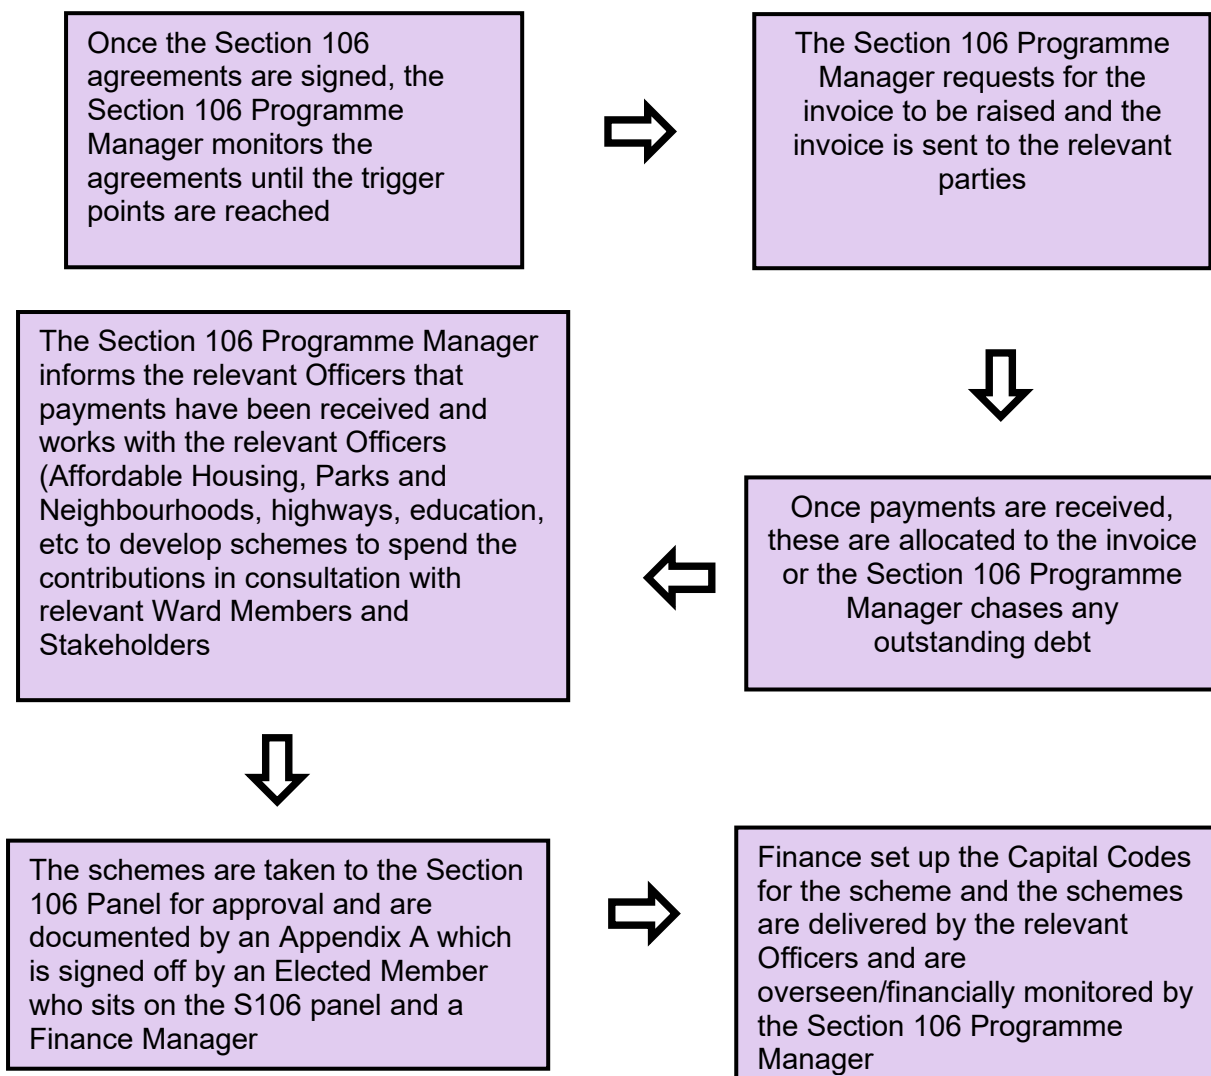 Once the Section 106
agreements are signed, the
Section 106 Programme
Manager monitors the
agreements until the trigger
points are reached
The Section 106 Programme
Manager requests for the
invoice to be raised and the
invoice is sent to the relevant
parties
Once payments are received,
these are allocated to the invoice
or the Section 106 Programme
Manager chases any
outstanding debt
The Section 106 Programme Manager
informs the relevant Officers that
payments have been received and
works with the relevant Officers
(Affordable Housing, Parks and
Neighbourhoods, highways, education,
etc to develop schemes to spend the
contributions in consultation with
relevant Ward Members and
Stakeholders
The schemes are taken to the Section
106 Panel for approval and are
documented by an Appendix A which
is signed off by an Elected Member
who sits on the S106 panel and a
Finance Manager
Finance set up the Capital Codes
for the scheme and the schemes
are delivered by the relevant
Officers and are
overseen/financially monitored by
the Section 106 Programme
Manager